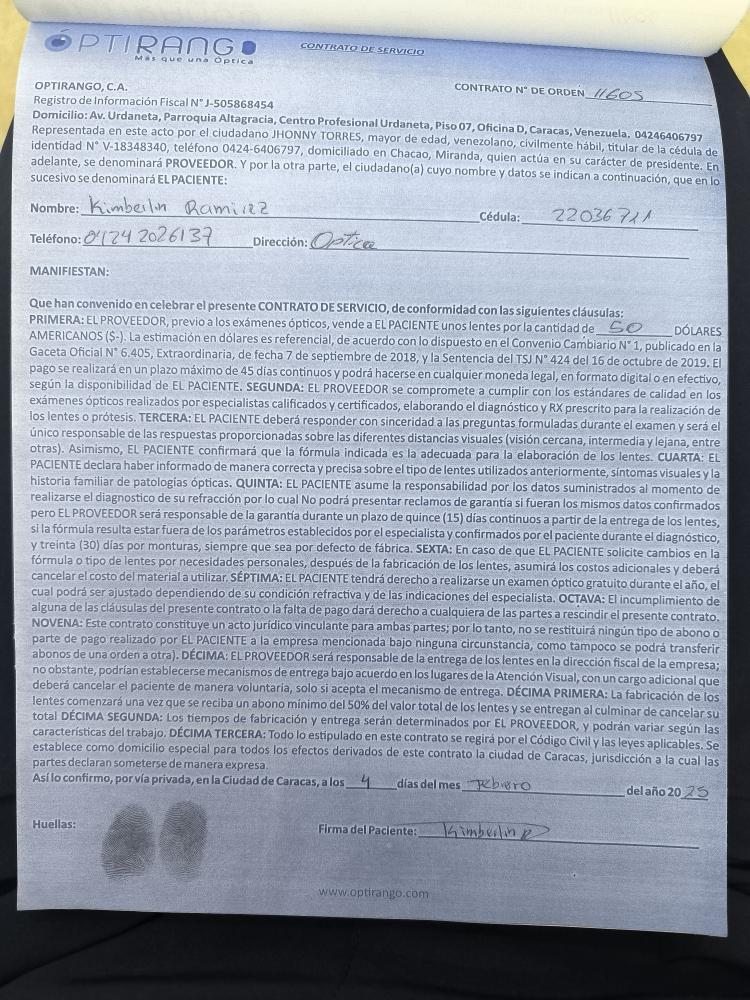 OPTIRANGO
Más que una Óptica
CONTRATO DE SERVICIO
OPTIRANGO, C.A.
CONTRATO N° DE ORDEN 11605
Registro de Información Fiscal N° J-505868454
Domicilio: Av. Urdaneta, Parroquia Altagracia, Centro Profesional Urdaneta, Piso 07, Oficina D, Caracas, Venezuela. 04246406797
Representada en este acto por el ciudadano JHONNY TORRES, mayor de edad, venezolano, civilmente hábil, titular de la cédula de
identidad N° V-18348340, teléfono 0424-6406797, domiciliado en Chacao, Miranda, quien actúa en su carácter de presidente. En
adelante, se denominará PROVEEDOR. Y por la otra parte, el ciudadano(a) cuyo nombre y datos se indican a continuación, que en lo
sucesivo se denominará EL PACIENTE:
Nombre: Kimberlin Ramirez Cédula: 22036721
Teléfono: 04242026137 Dirección: Optica
MANIFIESTAN:
Que han convenido en celebrar el presente CONTRATO DE SERVICIO, de conformidad con las siguientes cláusulas:
PRIMERA: EL PROVEEDOR, previo a los exámenes ópticos, vende a EL PACIENTE unos lentes por la cantidad de 50 DÓLARES
AMERICANOS ($-). La estimación en dólares es referencial, de acuerdo con lo dispuesto en el Convenio Cambiario N° 1, publicado en la
Gaceta Oficial N° 6.405, Extraordinaria, de fecha 7 de septiembre de 2018, y la Sentencia del TSJ N° 424 del 16 de octubre de 2019. El
pago se realizará en un plazo máximo de 45 días continuos y podrá hacerse en cualquier moneda legal, en formato digital o en efectivo,
según la disponibilidad de EL PACIENTE. SEGUNDA: EL PROVEEDOR se compromete a cumplir con los estándares de calidad en los
exámenes ópticos realizados por especialistas calificados y certificados, elaborando el diagnóstico y RX prescrito para la realización de
los lentes o prótesis. TERCERA: EL PACIENTE deberá responder con sinceridad a las preguntas formuladas durante el examen y será el
único responsable de las respuestas proporcionadas sobre las diferentes distancias visuales (visión cercana, intermedia y lejana, entre
otras). Asimismo, EL PACIENTE confirmará que la fórmula indicada es la adecuada para la elaboración de los lentes. CUARTA: EL
PACIENTE declara haber informado de manera correcta y precisa sobre el tipo de lentes utilizados anteriormente, síntomas visuales y la
historia familiar de patologías ópticas. QUINTA: EL PACIENTE asume la responsabilidad por los datos suministrados al momento de
realizarse el diagnostico de su refracción por lo cual No podrá presentar reclamos de garantía si fueran los mismos datos confirmados
pero EL PROVEEDOR será responsable de la garantía durante un plazo de quince (15) días continuos a partir de la entrega de los lentes,
si la fórmula resulta estar fuera de los parámetros establecidos por el especialista y confirmados por el paciente durante el diagnóstico,
y treinta (30) días por monturas, siempre que sea por defecto de fábrica. SEXTA: En caso de que EL PACIENTE solicite cambios en la
fórmula o tipo de lentes por necesidades personales, después de la fabricación de los lentes, asumirá los costos adicionales y deberá
cancelar el costo del material a utilizar. SÉPTIMA: EL PACIENTE tendrá derecho a realizarse un examen óptico gratuito durante el año, el
cual podrá ser ajustado dependiendo de su condición refractiva y de las indicaciones del especialista. OCTAVA: El incumplimiento de
alguna de las cláusulas del presente contrato o la falta de pago dará derecho a cualquiera de las partes a rescindir el presente contrato.
NOVENA: Este contrato constituye un acto jurídico vinculante para ambas partes; por lo tanto, no se restituirá ningún tipo de abono o
parte de pago realizado por EL PACIENTE a la empresa mencionada bajo ninguna circunstancia, como tampoco se podrá transferir
abonos de una orden a otra). DÉCIMA: EL PROVEEDOR será responsable de la entrega de los lentes en la dirección fiscal de la empresa;
no obstante, podrían establecerse mecanismos de entrega bajo acuerdo en los lugares de la Atención Visual, con un cargo adicional que
deberá cancelar el paciente de manera voluntaria, solo si acepta el mecanismo de entrega. DÉCIMA PRIMERA: La fabricación de los
lentes comenzará una vez que se reciba un abono mínimo del 50% del valor total de los lentes y se entregan al culminar de cancelar su
total DÉCIMA SEGUNDA: Los tiempos de fabricación y entrega serán determinados por EL PROVEEDOR, y podrán variar según las
características del trabajo. DÉCIMA TERCERA: Todo lo estipulado en este contrato se regirá por el Código Civil y las leyes aplicables. Se
establece como domicilio especial para todos los efectos derivados de este contrato la ciudad de Caracas, jurisdicción a la cual las
partes declaran someterse de manera expresa.
Así lo confirmo, por vía privada, en la Ciudad de Caracas, a los 4 días del mes Febrero del año 2025
Huellas:
Firma del Paciente: Kimberlin R
www.optirango.com